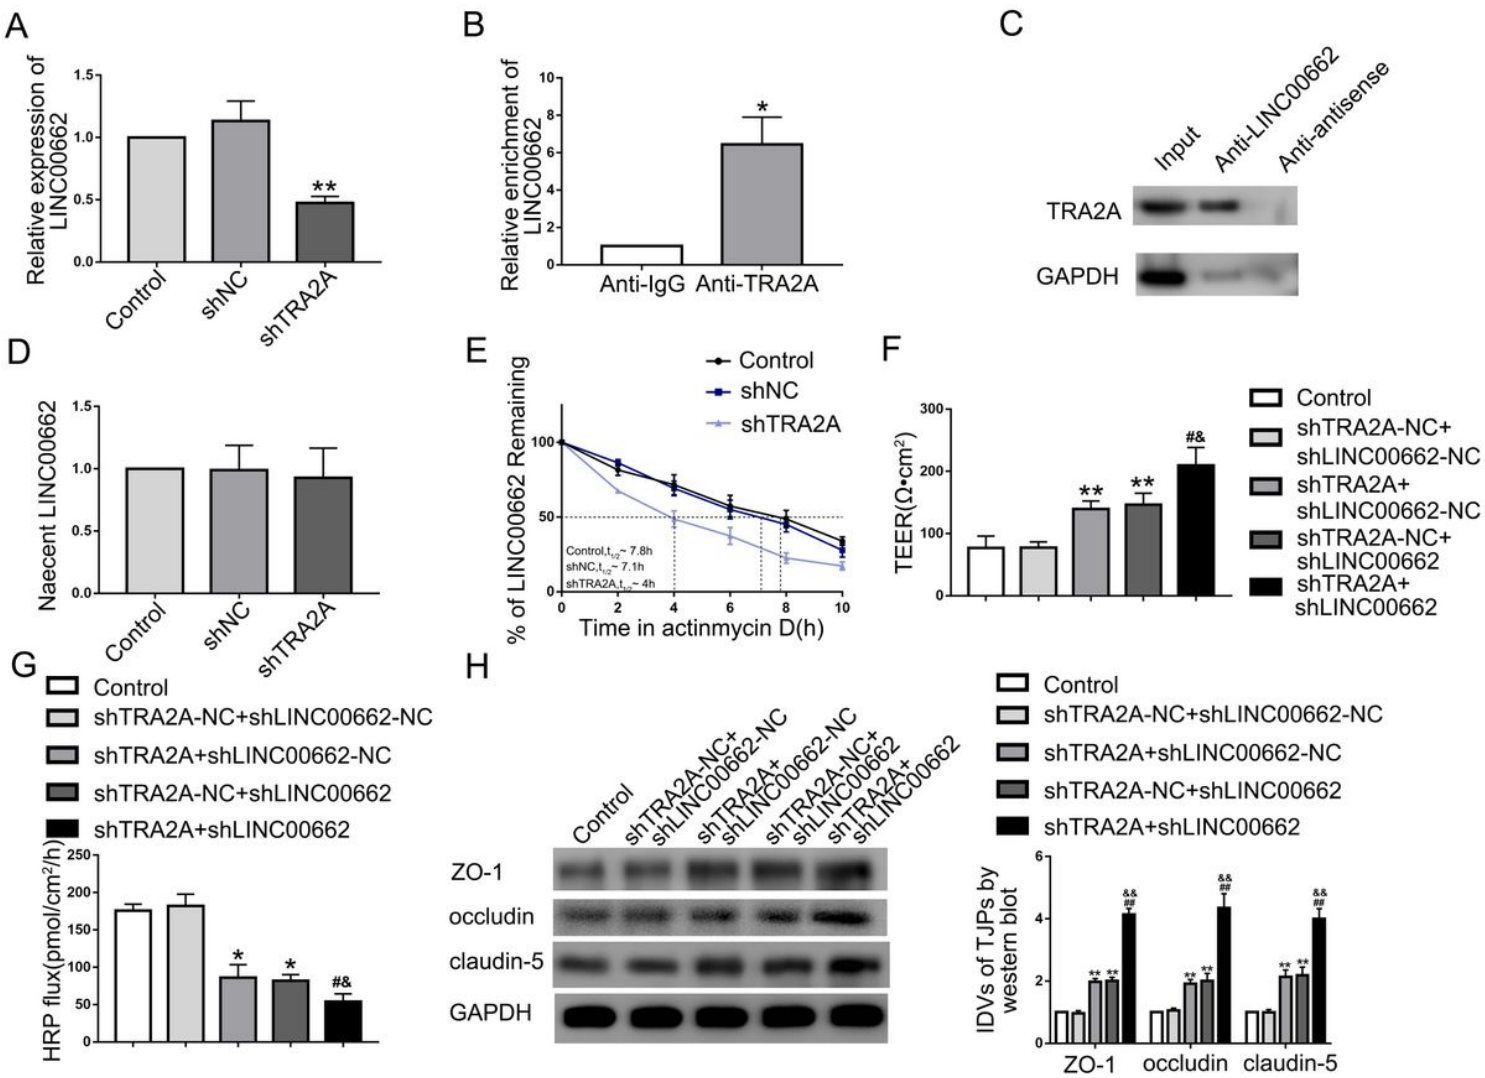 A
Relative expression of
LINC00662
1.5
1.0
0.5
0.0
**
Control
shNC
shTRA2A
B
Relative enrichment of
LINC00662
10
8
6
4
2
0
*
Anti-IgG Anti-TRA2A
C
Input
Anti-LINC00662
Anti-antisense
TRA2A
GAPDH
D
Naecent LINC00662
1.5
1.0
0.5
0.0
Control
shNC
shTRA2A
E
% of LINC00662 Remaining
Control
shNC
shTRA2A
100
50
0
Control,t1/2~ 7.8h
shNC,t1/2~ 7.1h
shTRA2A,t1/2~ 4h
0 2 4 6 8 10
Time in actinmycin D(h)
F
TEER(Ω•cm²)
300
200
100
0
** ** #&
Control
shTRA2A-NC+
shLINC00662-NC
shTRA2A+
shLINC00662-NC
shTRA2A-NC+
shLINC00662
shTRA2A+
shLINC00662
G
Control
shTRA2A-NC+shLINC00662-NC
shTRA2A+shLINC00662-NC
shTRA2A-NC+shLINC00662
shTRA2A+shLINC00662
HRP flux(pmol/cm²/h)
250
200
150
100
50
0
* * #&
H
Control
shTRA2A-NC+
shLINC00662-NC
shTRA2A+
shLINC00662-NC
shTRA2A-NC+
shLINC00662
shTRA2A+
shLINC00662
ZO-1
occludin
claudin-5
GAPDH
Control
shTRA2A-NC+shLINC00662-NC
shTRA2A+shLINC00662-NC
shTRA2A-NC+shLINC00662
shTRA2A+shLINC00662
IDVs of TJPs by
western blot
6
4
2
0
** ** && ##
** ** && ##
** ** && ##
ZO-1 occludin claudin-5